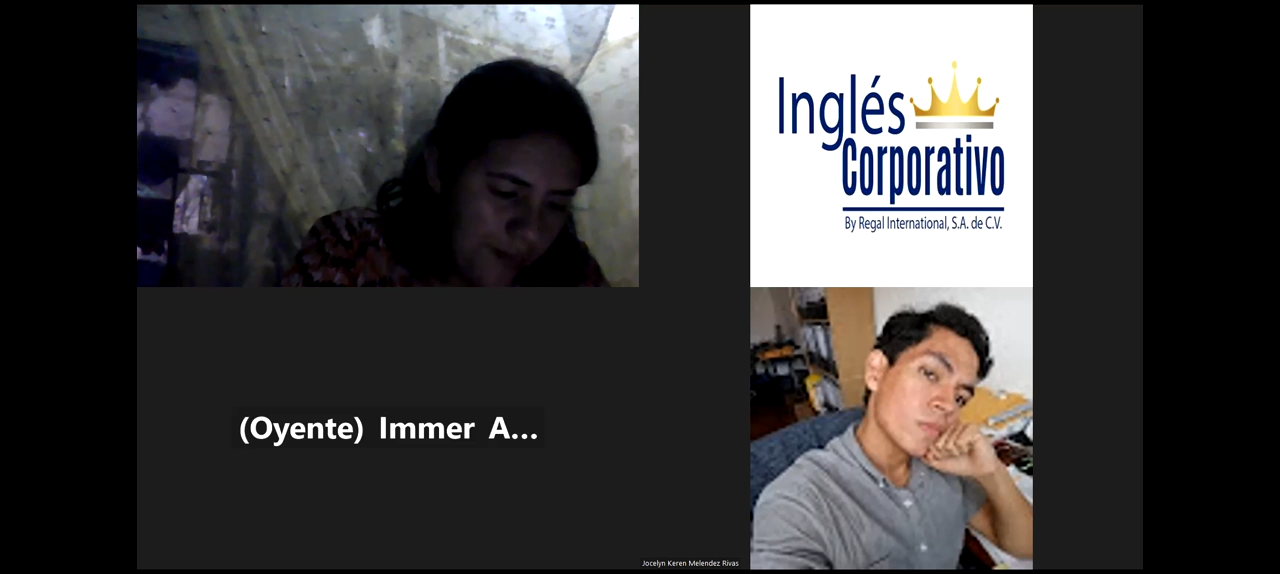 Inglés
Corporativo
By Regal International, S.A. de C.V.
(Oyente) Immer A...
Jocelyn Keren Melendez Rivas